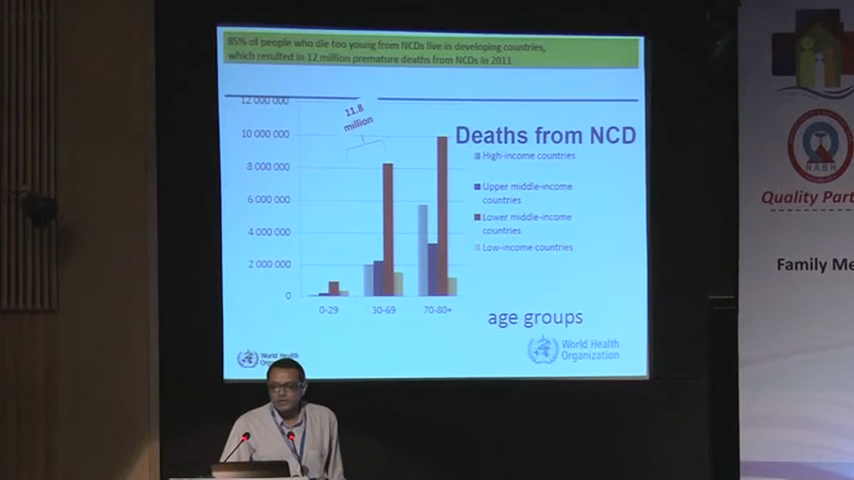 85% of people who die too young from NCDs live in developing countries,
which resulted in 12 million premature deaths from NCDs in 2011
12 000 000
10 000 000
8 000 000
6 000 000
4 000 000
2 000 000
0
11.8
million
0-29
30-69
70-80+
Deaths from NCD
High-income countries
Upper middle-income
countries
Lower middle-income
countries
Low-income countries
age groups
World Health
World Health
Organization
NABH
Quality Part
Family Me